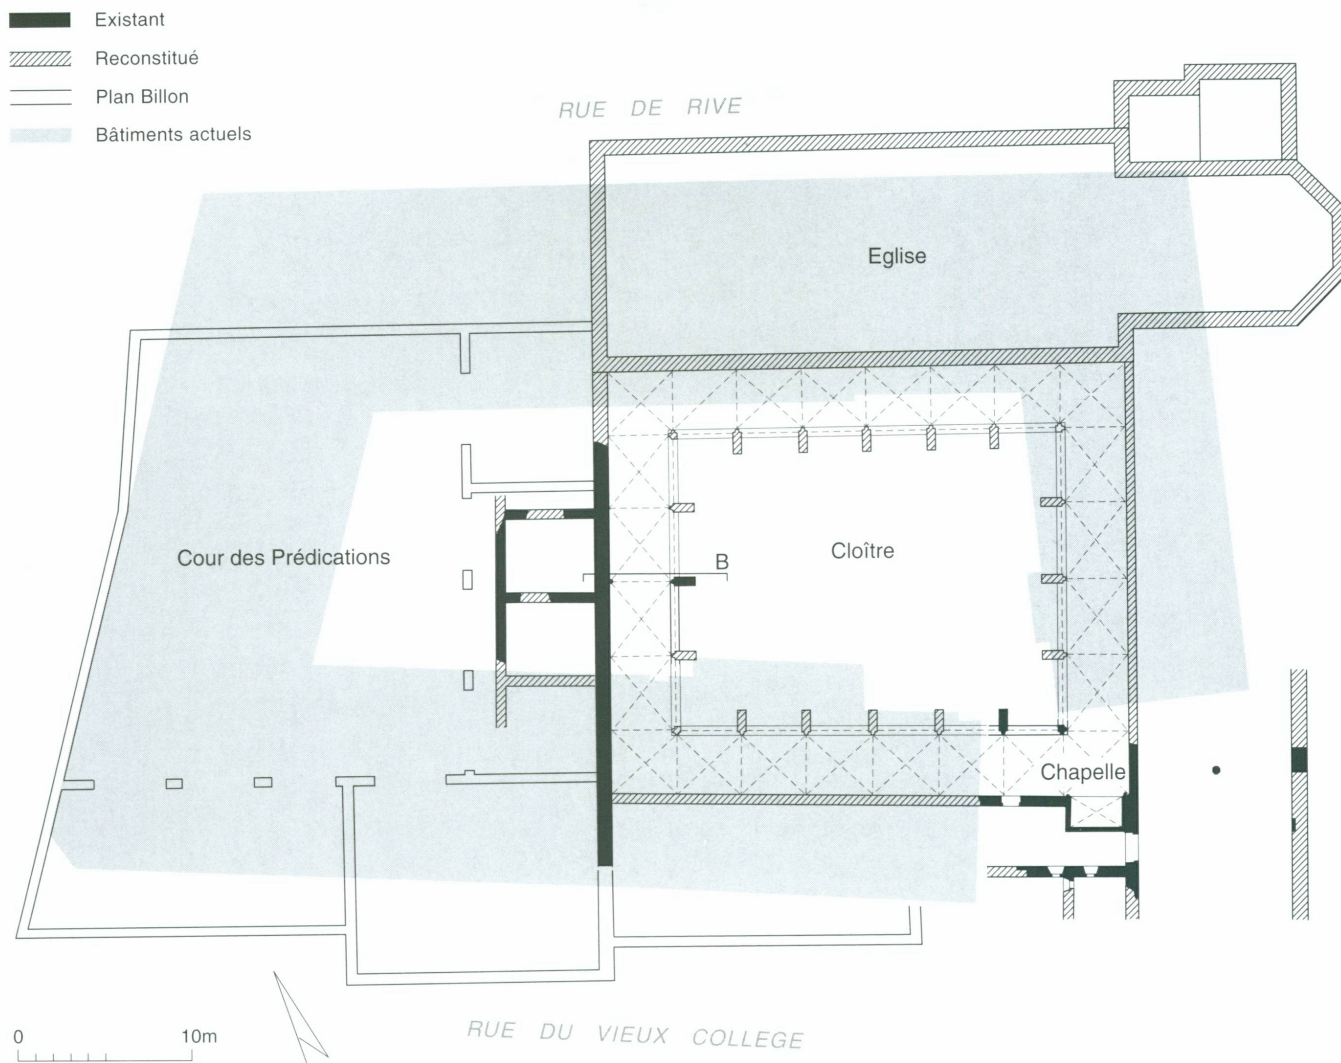 Existant
Reconstitué
Plan Billon
Bâtiments actuels
RUE DE RIVE
Eglise
Cour des Prédications
B
Cloître
Chapelle
0 10m
RUE DU VIEUX COLLEGE